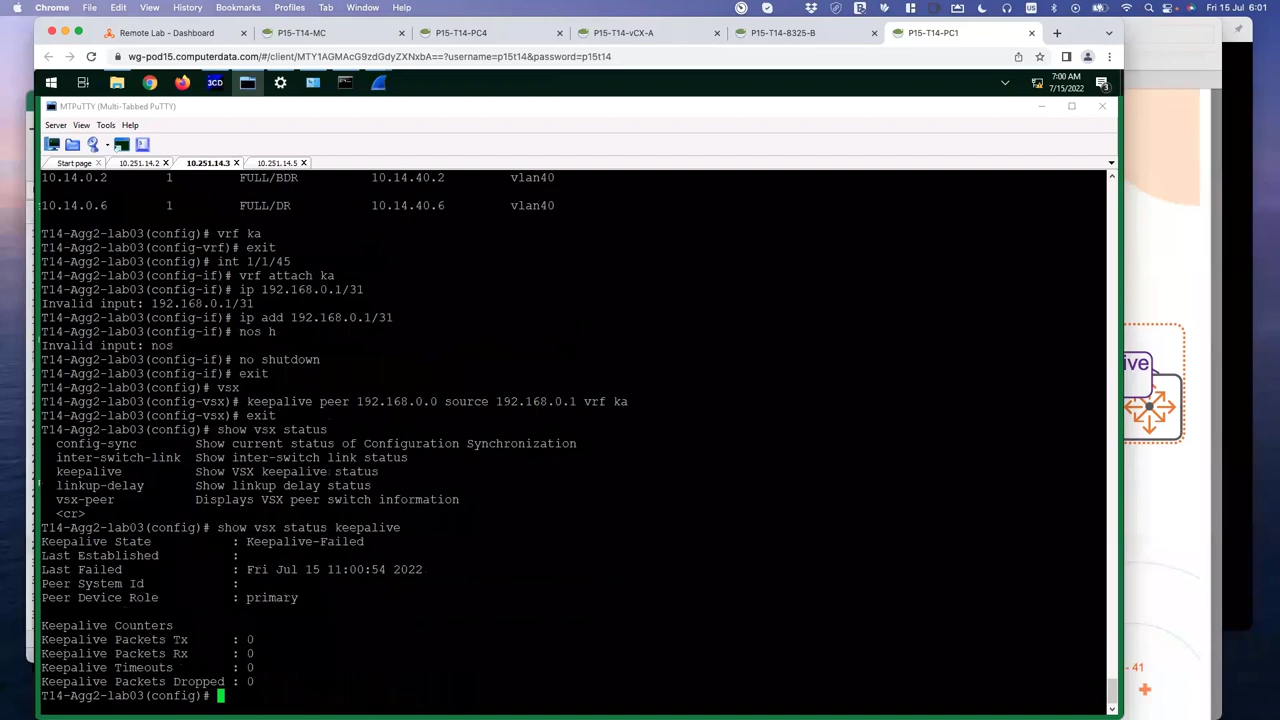 Chrome File Edit View History Bookmarks Profiles Tab Window Help Fri 15 Jul 6:01
Remote Lab - Dashboard P15-T14-MC P15-T14-PC4 P15-T14-vCX-A P15-T14-8325-B P15-T14-PC1
wg-pod15.computerdata.com/#/client/MTY1AGMAcG9zdGdyZXNxbA==?username=p15t14&password=p15t14
7:00 AM
7/15/2022
MTPuTTY (Multi-Tabbed PuTTY)
Server View Tools Help
Start page 10.251.14.2 10.251.14.3 10.251.14.5
10.14.0.2 1 FULL/BDR 10.14.40.2 vlan40
10.14.0.6 1 FULL/DR 10.14.40.6 vlan40
T14-Agg2-lab03(config)# vrf ka
T14-Agg2-lab03(config-vrf)# exit
T14-Agg2-lab03(config)# int 1/1/45
T14-Agg2-lab03(config-if)# vrf attach ka
T14-Agg2-lab03(config-if)# ip 192.168.0.1/31
Invalid input: 192.168.0.1/31
T14-Agg2-lab03(config-if)# ip add 192.168.0.1/31
T14-Agg2-lab03(config-if)# nos h
Invalid input: nos
T14-Agg2-lab03(config-if)# no shutdown
T14-Agg2-lab03(config-if)# exit
T14-Agg2-lab03(config)# vsx
T14-Agg2-lab03(config-vsx)# keepalive peer 192.168.0.0 source 192.168.0.1 vrf ka
T14-Agg2-lab03(config-vsx)# exit
T14-Agg2-lab03(config)# show vsx status
config-sync Show current status of Configuration Synchronization
inter-switch-link Show inter-switch link status
keepalive Show VSX keepalive status
linkup-delay Show linkup delay status
vsx-peer Displays VSX peer switch information
<cr>
T14-Agg2-lab03(config)# show vsx status keepalive
Keepalive State : Keepalive-Failed
Last Established :
Last Failed : Fri Jul 15 11:00:54 2022
Peer System Id :
Peer Device Role : primary
Keepalive Counters
Keepalive Packets Tx : 0
Keepalive Packets Rx : 0
Keepalive Timeouts : 0
Keepalive Packets Dropped : 0
T14-Agg2-lab03(config)#
ive
- 41